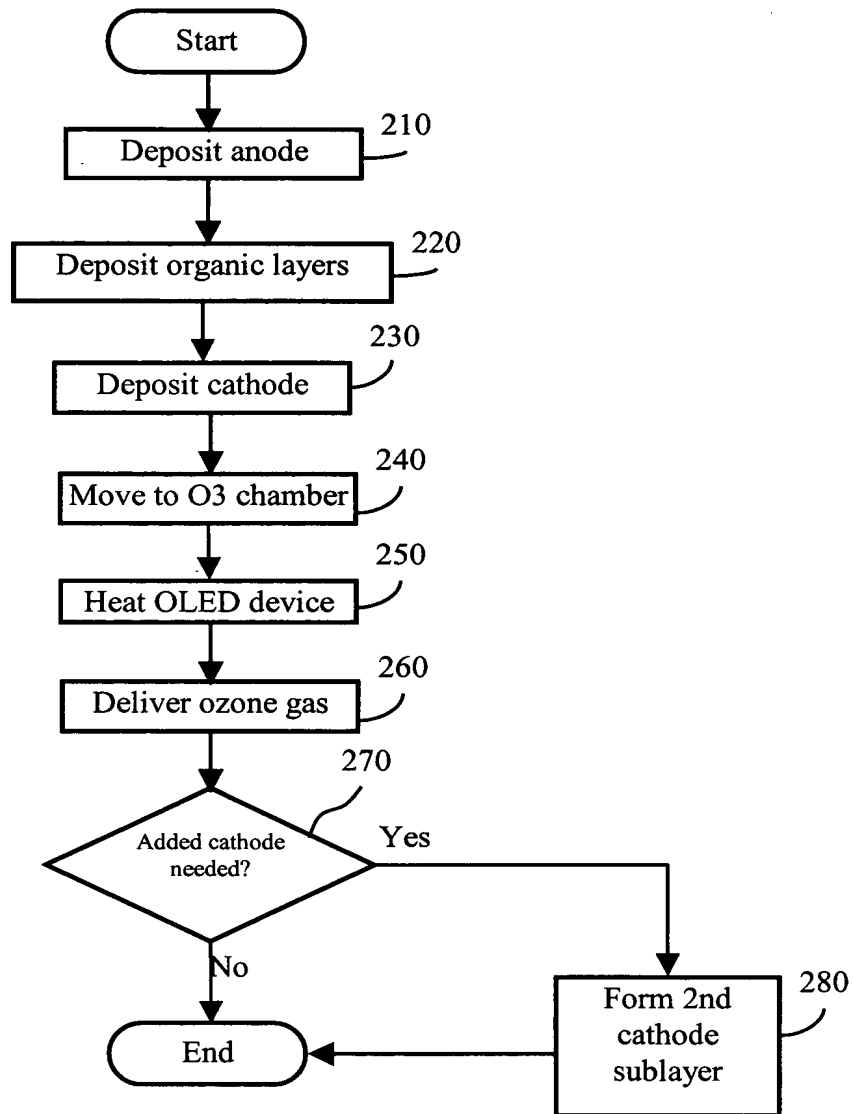 Start
210
Deposit anode
220
Deposit organic layers
230
Deposit cathode
240
Move to O3 chamber
250
Heat OLED device
260
Deliver ozone gas
270
Added cathode
needed?
Yes
No
280
Form 2nd
cathode
sublayer
End